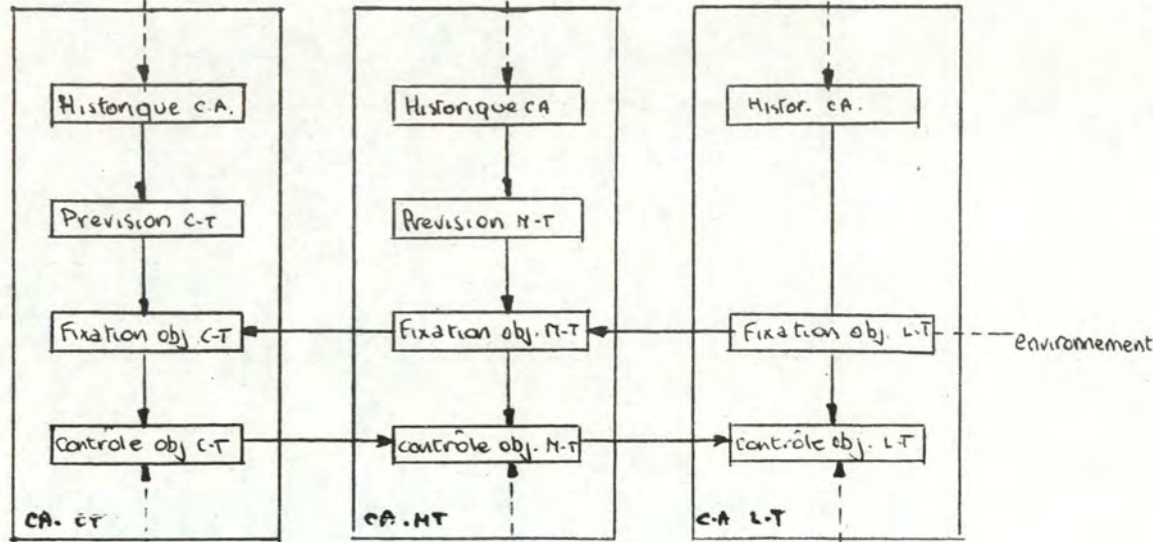 Historique C.A.
Prevision C-T
Fixation obj. C-T
Contrôle obj C-T
CA. CT
Historique CA
Prevision M-T
Fixation obj. M-T
contrôle obj. M-T
CA. MT
Histor. CA.
Fixation obj. L-T
contrôle obj. L-T
C-A L-T
environnement